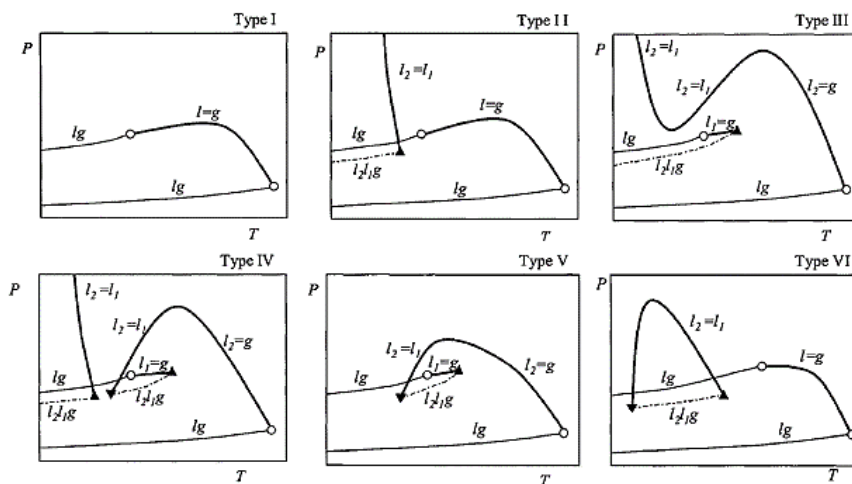 Type I
P
lg
l=g
lg
T
Type II
P
l₂=l₁
l=g
lg
l₂l₁g
lg
T
Type III
P
l₂=l₁
l₂=l₁
l₂=g
l₁=g
lg
l₂l₁g
lg
T
Type IV
P
l₂=l₁
l₂=l₁
l₂=g
l₁=g
lg
l₂l₁g
l₂l₁g
lg
T
Type V
P
l₂=l₁
l₁=g
l₂=g
lg
l₂l₁g
lg
T
Type VI
P
l₂=l₁
l=g
lg
l₂l₁g
lg
T